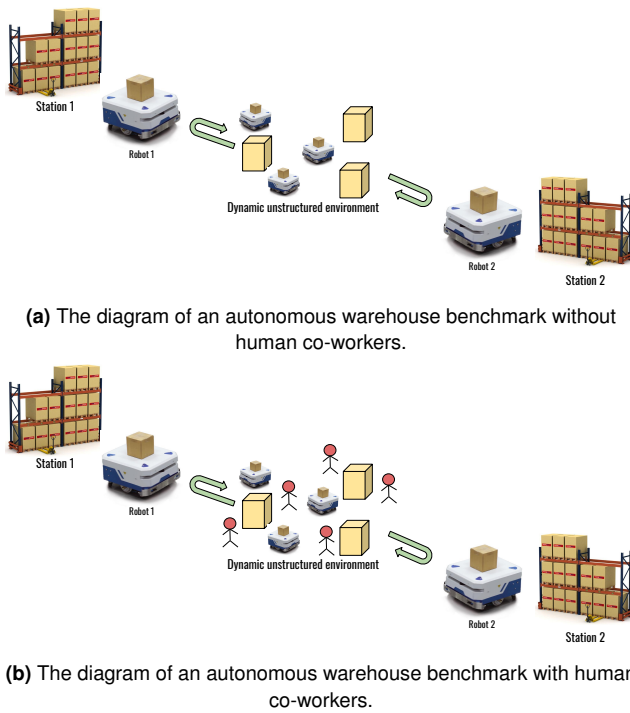 Station 1
Robot 1
Dynamic unstructured environment
Robot 2
Station 2
(a) The diagram of an autonomous warehouse benchmark without
human co-workers.
Station 1
Robot 1
Dynamic unstructured environment
Robot 2
Station 2
(b) The diagram of an autonomous warehouse benchmark with human
co-workers.